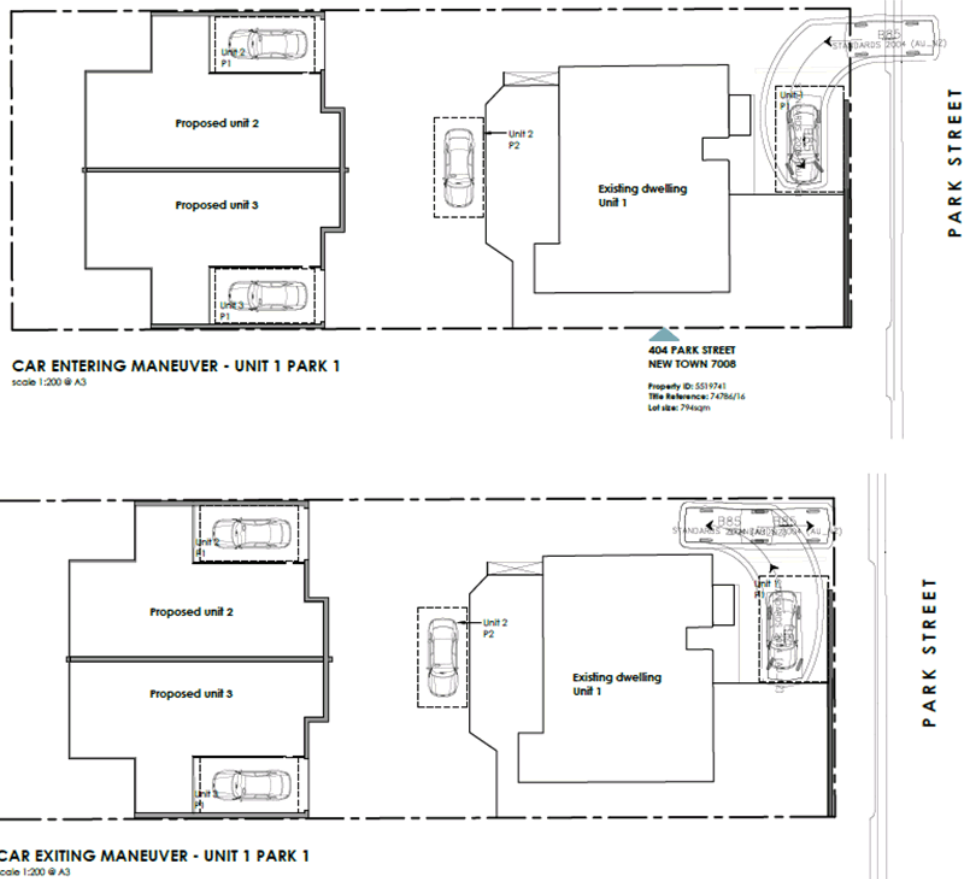 B85
STANDARDS 2004 (AU_NZ)
Unit 2
P1
Unit 1
P1
Proposed unit 2
Unit 2
P2
Existing dwelling
Unit 1
Proposed unit 3
Unit 3
P1
PARK STREET
CAR ENTERING MANEUVER - UNIT 1 PARK 1
scale 1:200 @ A3
404 PARK STREET
NEW TOWN 7008
Property ID: 5519741
Title Reference: 74786/16
Lot size: 794sqm
B85 B85
Unit 2
P1
Unit 1
P1
Proposed unit 2
Unit 2
P2
Existing dwelling
Unit 1
Proposed unit 3
Unit 3
P1
PARK STREET
CAR EXITING MANEUVER - UNIT 1 PARK 1
scale 1:200 @ A3